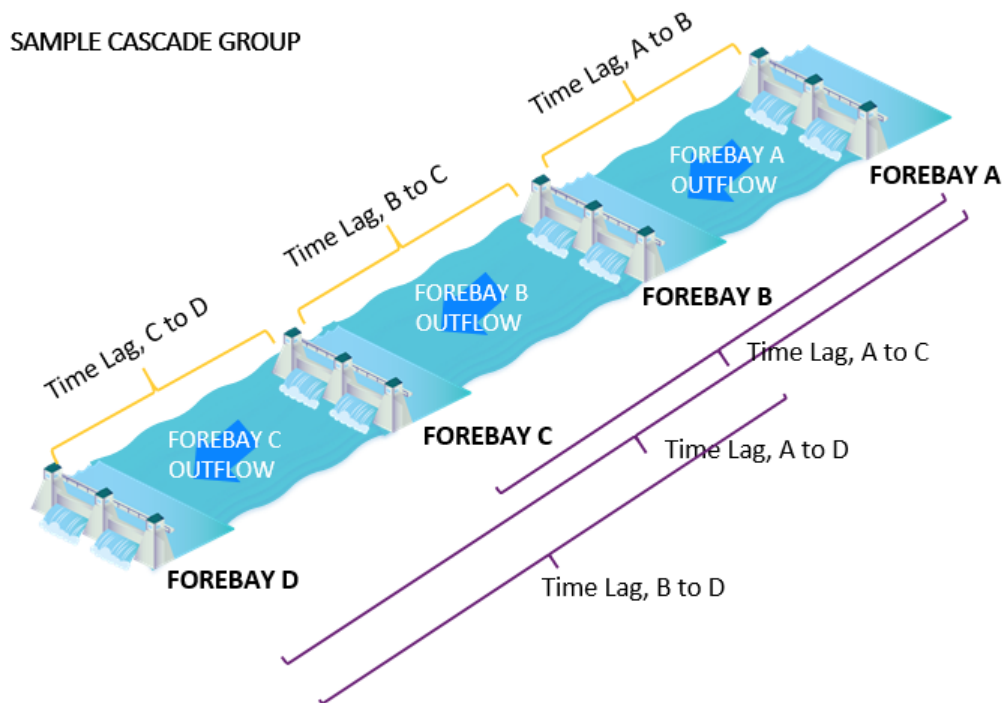 SAMPLE CASCADE GROUP
Time Lag, A to B
FOREBAY A
OUTFLOW
FOREBAY A
Time Lag, B to C
FOREBAY B
OUTFLOW
FOREBAY B
Time Lag, C to D
Time Lag, A to C
FOREBAY C
OUTFLOW
FOREBAY C
Time Lag, A to D
FOREBAY D
Time Lag, B to D